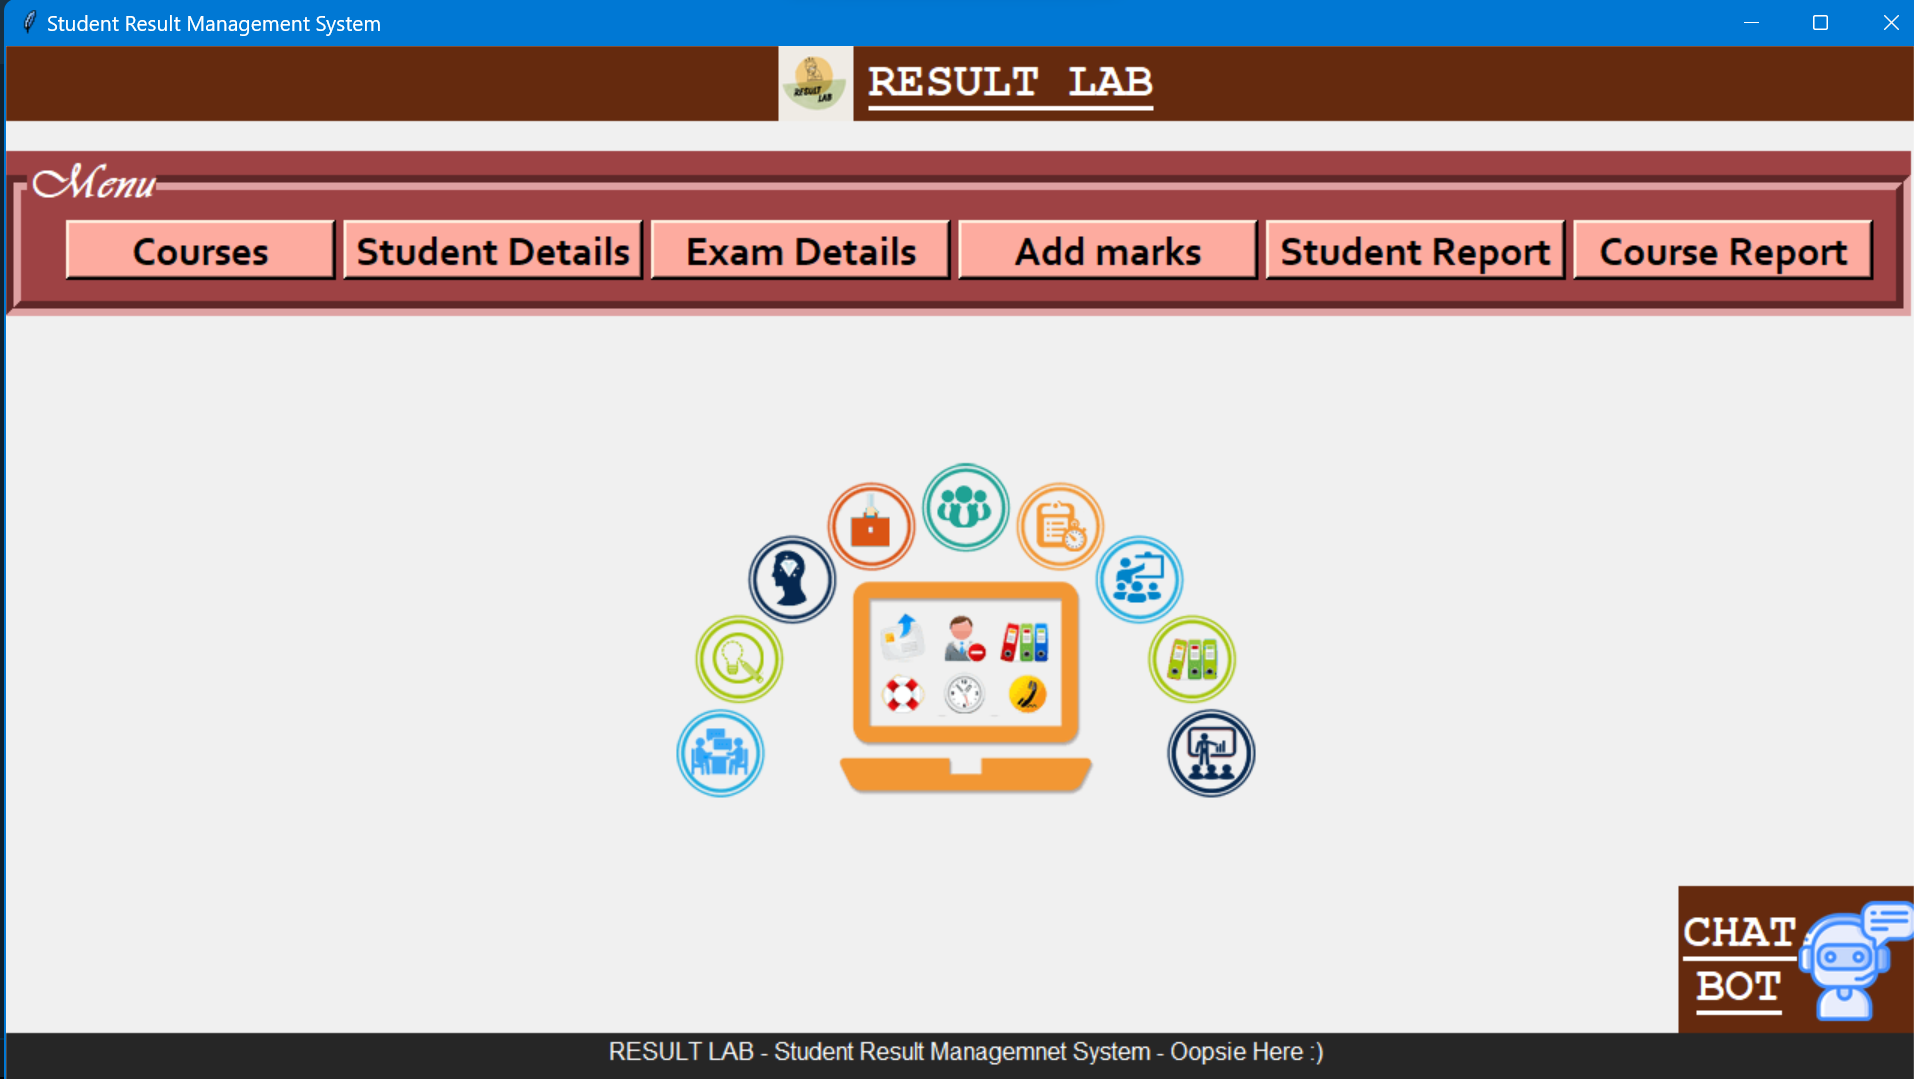 Student Result Management System
RESULT LAB
RESULT LAB
Menu
Courses Student Details Exam Details Add marks Student Report Course Report
CHAT
BOT
RESULT LAB - Student Result Managemnet System - Oopsie Here :)